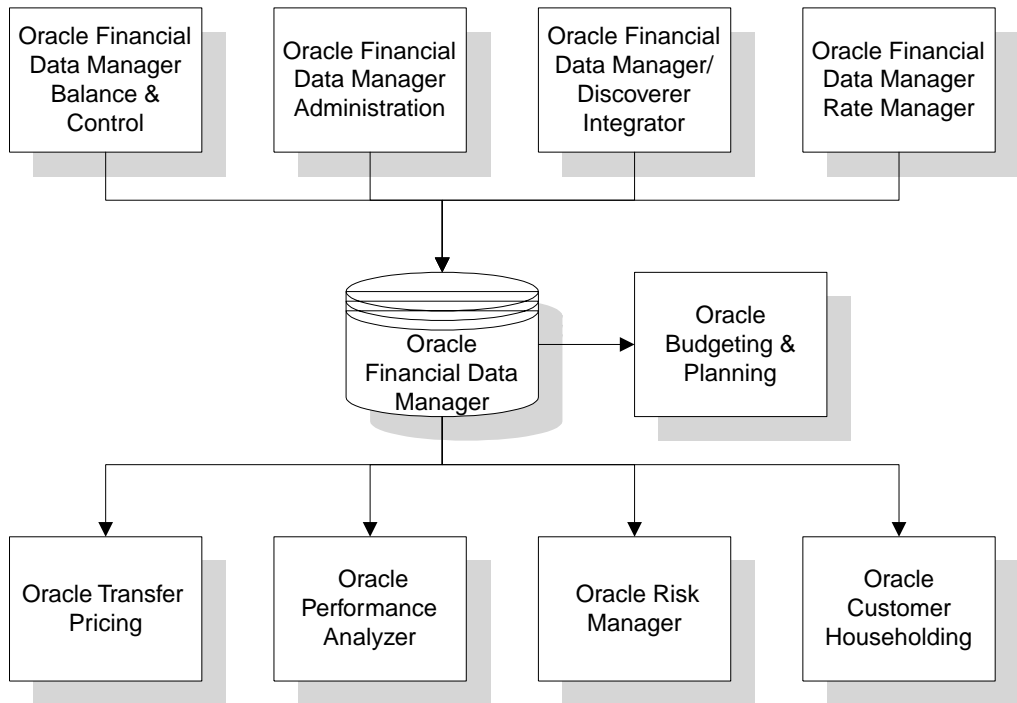 Oracle Financial
Data Manager
Balance &
Control
Oracle Financial
Data Manager
Administration
Oracle Financial
Data Manager/
Discoverer
Integrator
Oracle Financial
Data Manager
Rate Manager
Oracle
Financial Data
Manager
Oracle
Budgeting &
Planning
Oracle Transfer
Pricing
Oracle
Performance
Analyzer
Oracle Risk
Manager
Oracle
Customer
Householding